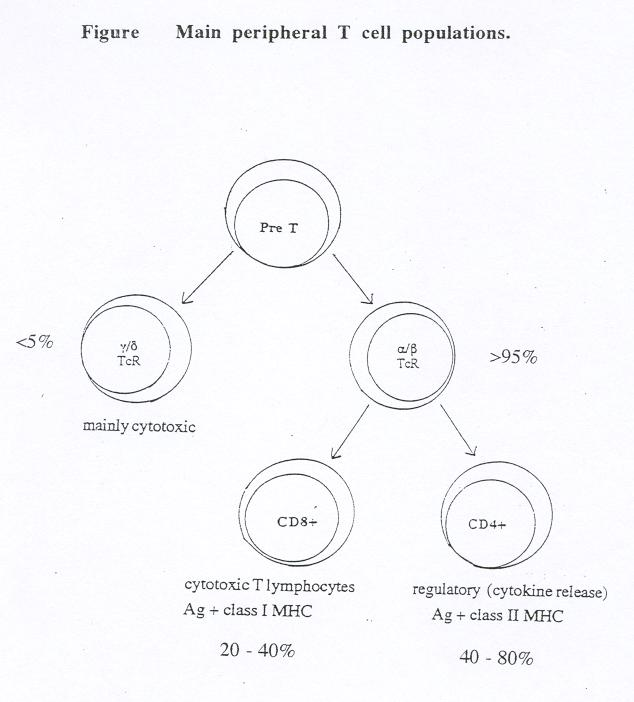 Figure Main peripheral T cell populations.
Pre T
<5%
γ/δ
TcR
mainly cytotoxic
α/β
TcR
>95%
CD8+
cytotoxic T lymphocytes
Ag + class I MHC
20 - 40%
CD4+
regulatory (cytokine release)
Ag + class II MHC
40 - 80%